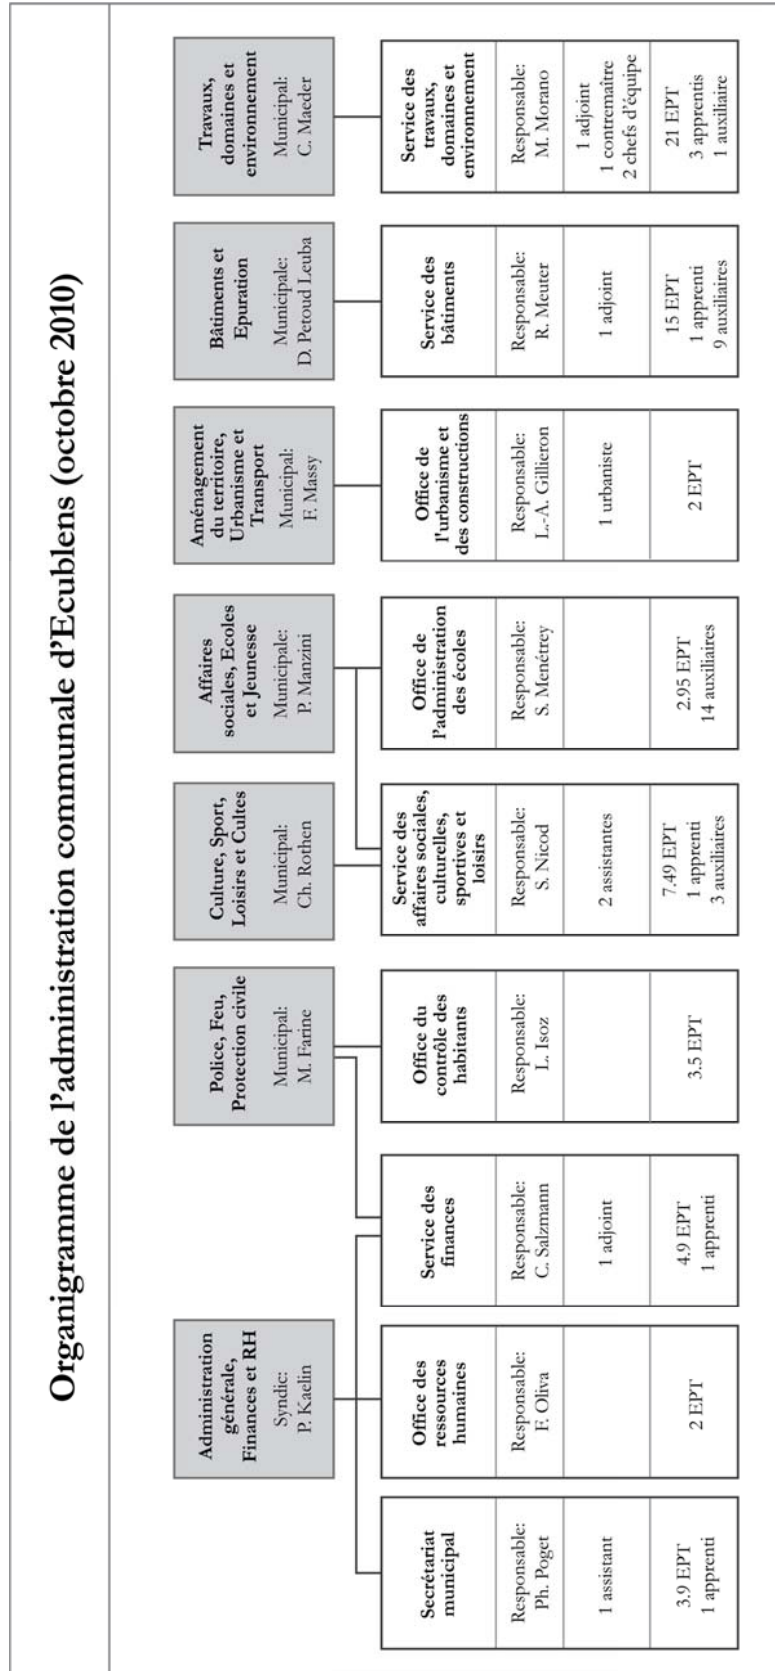 Organigramme de l'administration communale d'Ecublens (octobre 2010)
Administration
générale,
Finances et RH
Syndic:
P. Kaelin
Police, Feu,
Protection civile
Municipal:
M. Farine
Culture, Sport,
Loisirs et Cultes
Municipal:
Ch. Rothen
Affaires
sociales, Ecoles
et Jeunesse
Municipale:
P. Manzini
Aménagement
du territoire,
Urbanisme et
Transport
Municipal:
F. Massy
Bâtiments et
Epuration
Municipale:
D. Petoud Leuba
Travaux,
domaines et
environnement
Municipal:
C. Maeder
Secrétariat
municipal
Responsable:
Ph. Poget
1 assistant
3.9 EPT
1 apprenti
Office des
ressources
humaines
Responsable:
F. Oliva
2 EPT
Service des
finances
Responsable:
C. Salzmann
1 adjoint
4.9 EPT
1 apprenti
Office du
contrôle des
habitants
Responsable:
L. Isoz
3.5 EPT
Service des
affaires sociales,
culturelles,
sportives et
loisirs
Responsable:
S. Nicod
2 assistantes
7.49 EPT
1 apprenti
3 auxiliaires
Office de
l'administration
des écoles
Responsable:
S. Menétrey
2.95 EPT
14 auxiliaires
Office de
l'urbanisme et
des constructions
Responsable:
L.-A. Gillieron
1 urbaniste
2 EPT
Service des
bâtiments
Responsable:
R. Meuter
1 adjoint
15 EPT
1 apprenti
9 auxiliaires
Service des
travaux,
domaines et
environnement
Responsable:
M. Morano
1 adjoint
1 contremaître
2 chefs d'équipe
21 EPT
3 apprentis
1 auxiliaire